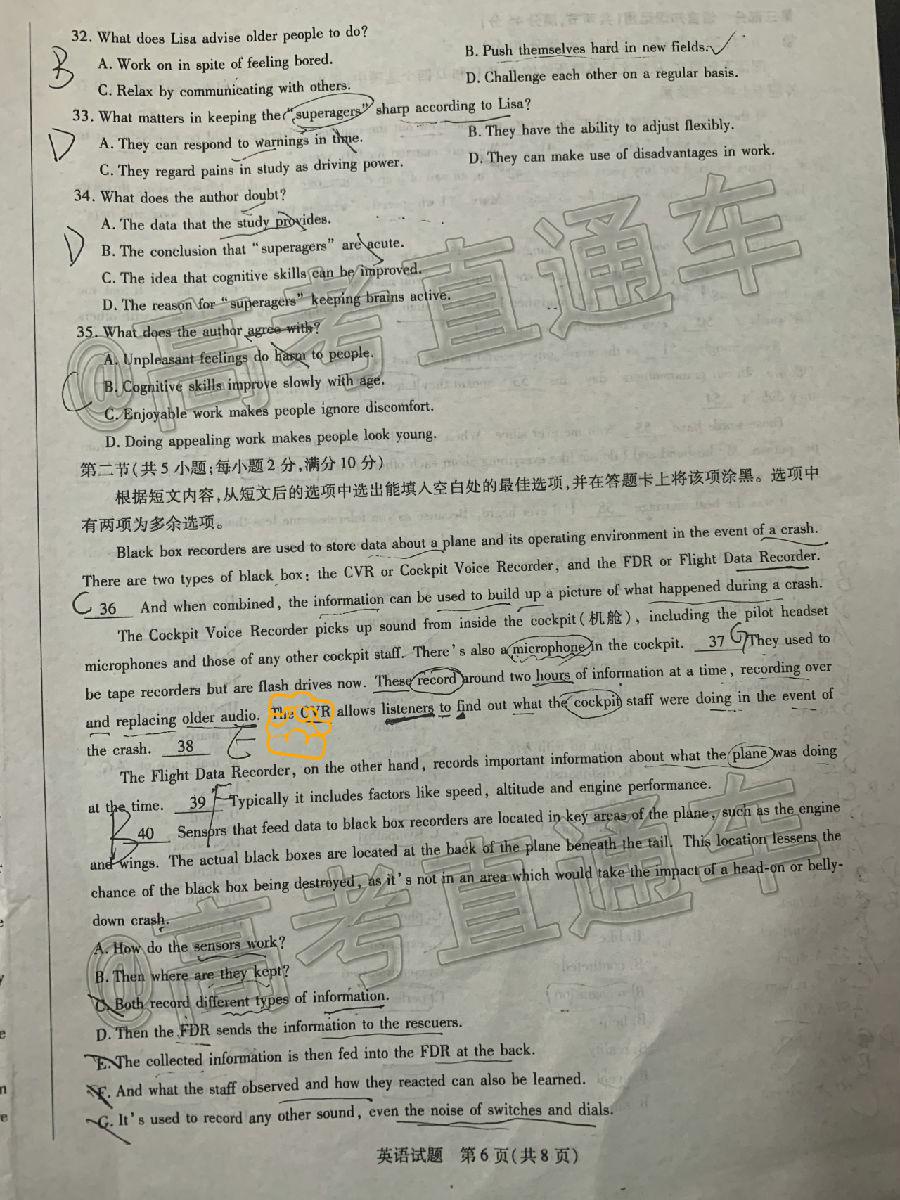 32. What does Lisa advise older people to do?
A. Work on in spite of feeling bored.
B. Push themselves hard in new fields.
B
C. Relax by communicating with others.
D. Challenge each other on a regular basis.
33. What matters in keeping the "superagers" sharp according to Lisa?
D
A. They can respond to warnings in time.
B. They have the ability to adjust flexibly.
C. They regard pains in study as driving power.
D. They can make use of disadvantages in work.
34. What does the author doubt?
A. The data that the study provides.
D
B. The conclusion that "superagers" are acute.
C. The idea that cognitive skills can be improved.
D. The reason for "superagers" keeping brains active.
35. What does the author agree with?
A. Unpleasant feelings do harm to people.
C
B. Cognitive skills improve slowly with age.
C. Enjoyable work makes people ignore discomfort.
D. Doing appealing work makes people look young.
第二节(共5小题;每小题2分,满分10分)
根据短文内容,从短文后的选项中选出能填入空白处的最佳选项,并在答题卡上将该项涂黑。选项中
有两项为多余选项。
Black box recorders are used to store data about a plane and its operating environment in the event of a crash.
There are two types of black box: the CVR or Cockpit Voice Recorder, and the FDR or Flight Data Recorder.
C 36 And when combined, the information can be used to build up a picture of what happened during a crash.
The Cockpit Voice Recorder picks up sound from inside the cockpit(机舱), including the pilot headset
microphones and those of any other cockpit staff. There's also a microphone in the cockpit. 37 G They used to
be tape recorders but are flash drives now. These record around two hours of information at a time, recording over
and replacing older audio. The CVR allows listeners to find out what the cockpit staff were doing in the event of
the crash. 38 E
The Flight Data Recorder, on the other hand, records important information about what the plane was doing
at the time. 39 F Typically it includes factors like speed, altitude and engine performance.
B 40 Sensors that feed data to black box recorders are located in key areas of the plane, such as the engine
and wings. The actual black boxes are located at the back of the plane beneath the tail. This location lessens the
chance of the black box being destroyed, as it's not in an area which would take the impact of a head-on or belly-
down crash.
A. How do the sensors work?
B. Then where are they kept?
C. Both record different types of information.
D. Then the FDR sends the information to the rescuers.
E. The collected information is then fed into the FDR at the back.
F. And what the staff observed and how they reacted can also be learned.
G. It's used to record any other sound, even the noise of switches and dials.
英语试题 第6页(共8页)
@高考直通车
@高考直通车